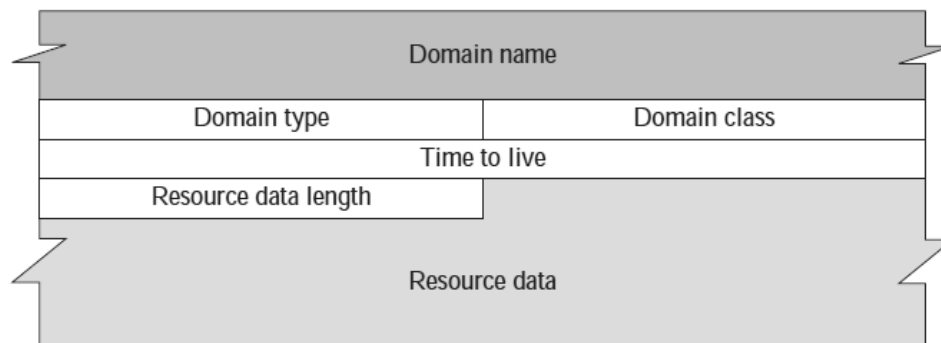 Domain name
Domain type Domain class
Time to live
Resource data length
Resource data